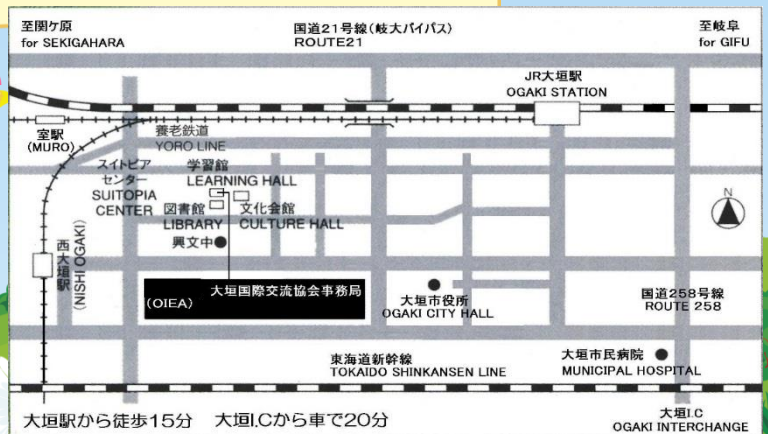 至関ケ原
for SEKIGAHARA
国道21号線(岐大バイパス)
ROUTE21
至岐阜
for GIFU
JR大垣駅
OGAKI STATION
室駅
(MURO)
養老鉄道
YORO LINE
スイトピア
センター
SUITOPIA
CENTER
学習館
LEARNING HALL
図書館
LIBRARY
文化会館
CULTURE HALL
興文中
N
西大垣駅
(NISHI OGAKI)
大垣国際交流協会事務局
(OIEA)
大垣市役所
OGAKI CITY HALL
国道258号線
ROUTE 258
東海道新幹線
TOKAIDO SHINKANSEN LINE
大垣市民病院
MUNICIPAL HOSPITAL
大垣駅から徒歩15分 大垣I.Cから車で20分
大垣I.C
OGAKI INTERCHANGE